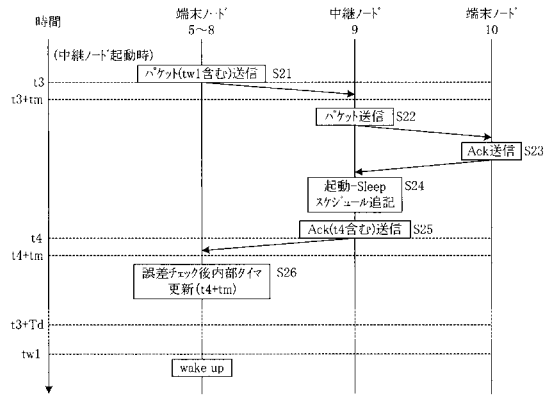 時間
端末ノード
5~8
中継ノード
9
端末ノード
10
(中継ノード起動時)
t3
パケット(tw1含む)送信 S21
t3+tm
パケット送信 S22
Ack送信 S23
起動-Sleep
スケジュール追記 S24
Ack(t4含む)送信 S25
t4
t4+tm
誤差チェック後内部タイマ
更新(t4+tm) S26
t3+Td
tw1
wake up